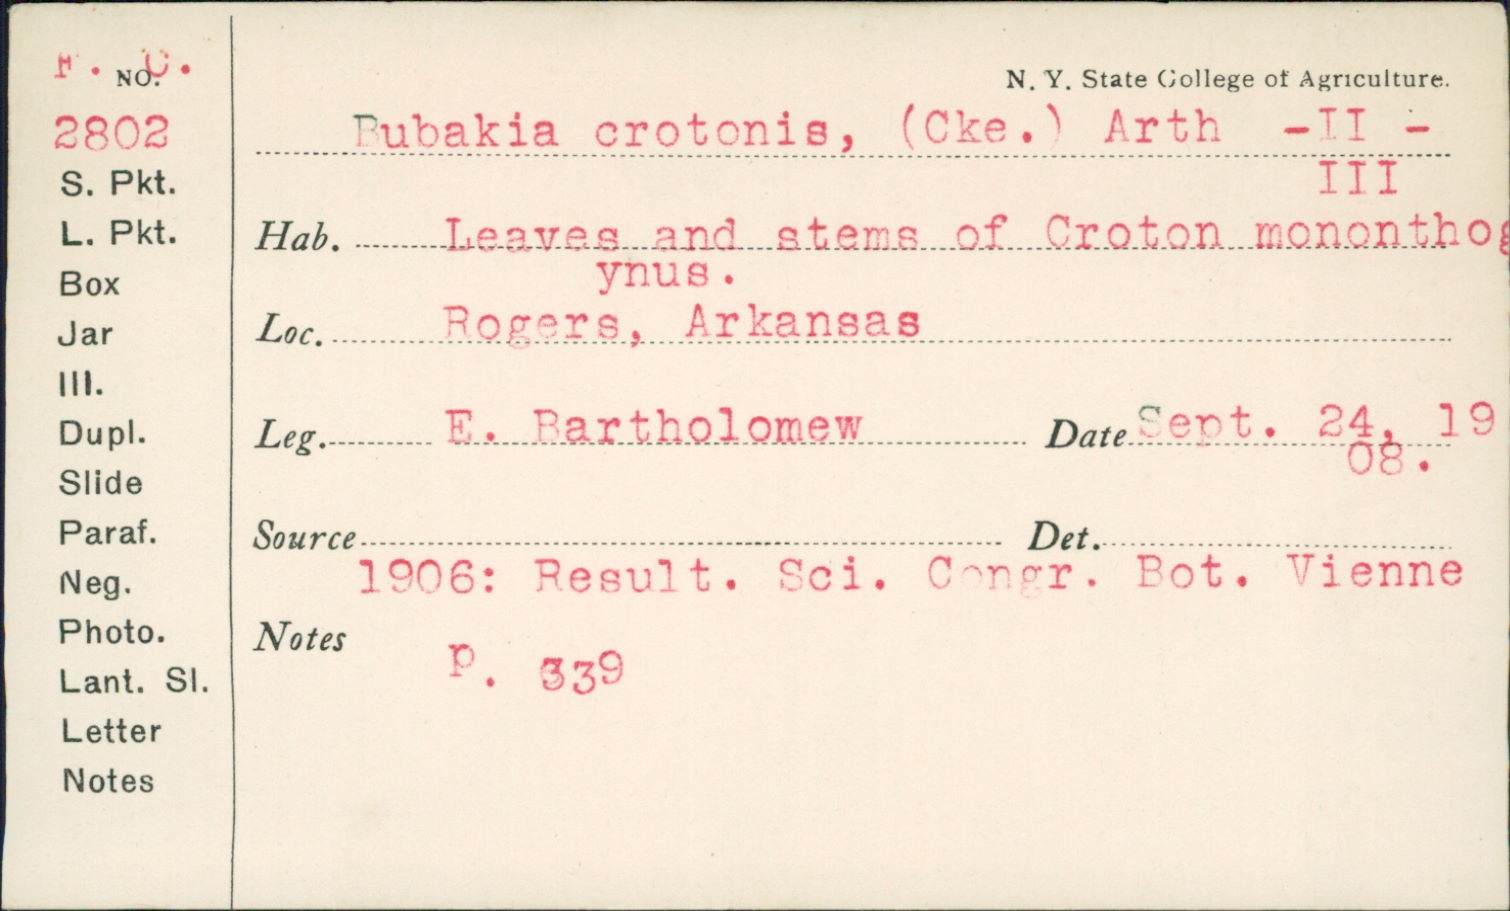 F. C.
NO.
2802
S. Pkt.
L. Pkt.
Box
Jar
Ill.
Dupl.
Slide
Paraf.
Neg.
Photo.
Lant. Sl.
Letter
Notes
N. Y. State College of Agriculture.
Bubakia crotonis, (Cke.) Arth -II -
III
Hab. Leaves and stems of Croton mononthog
ynus.
Loc. Rogers, Arkansas
Leg. E. Bartholomew Date Sept. 24, 19
08.
Source Det.
1906: Result. Sci. Congr. Bot. Vienne
Notes
P. 339